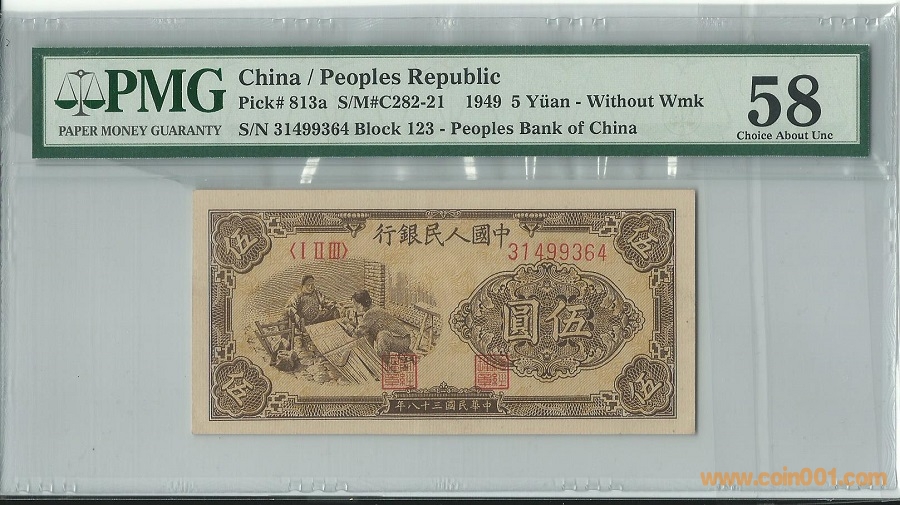 PMG
PAPER MONEY GUARANTY
China / Peoples Republic
Pick# 813a S/M#C282-21 1949 5 Yüan - Without Wmk
S/N 31499364 Block 123 - Peoples Bank of China
58
Choice About Unc
行銀民人國中
〈I II III〉
31499364
伍
伍
圓伍
伍
伍
年八十三國民華中
www.coin001.com